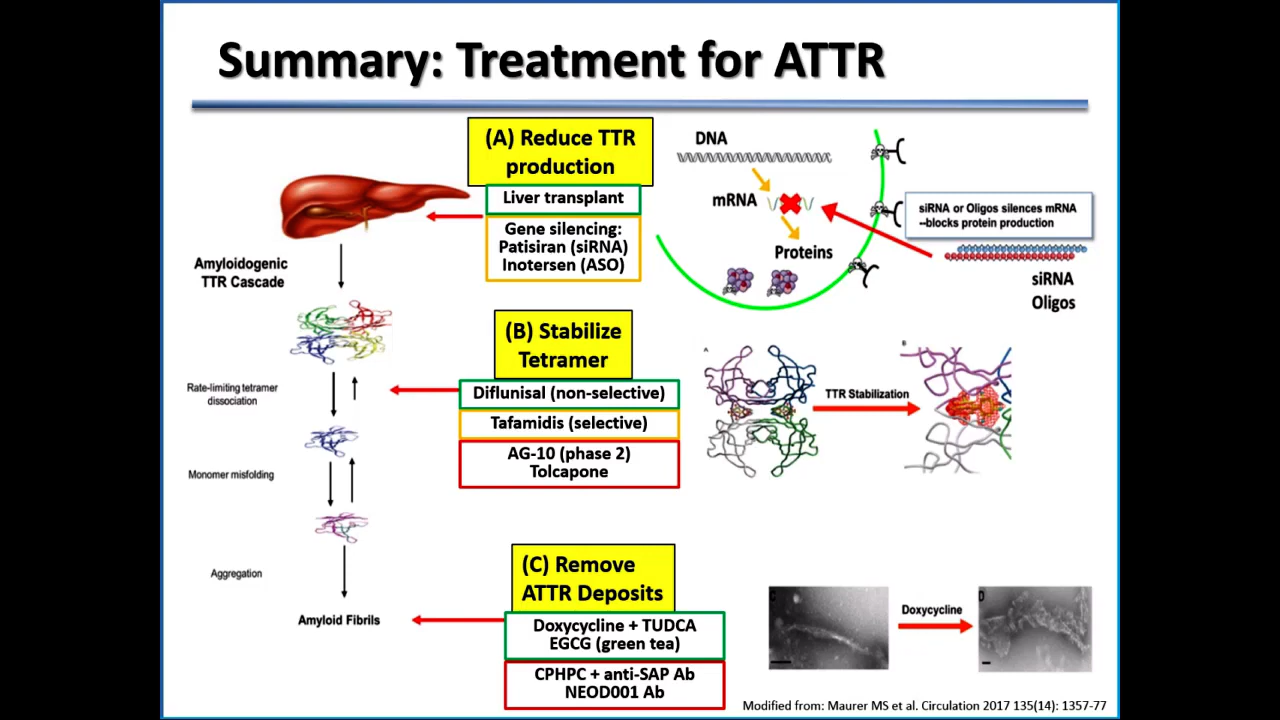 Summary: Treatment for ATTR
(A) Reduce TTR
production
Liver transplant
Gene silencing:
Patisiran (siRNA)
Inotersen (ASO)
DNA
mRNA
Proteins
siRNA or Oligos silences mRNA
--blocks protein production
siRNA
Oligos
Amyloidogenic
TTR Cascade
(B) Stabilize
Tetramer
Diflunisal (non-selective)
Tafamidis (selective)
AG-10 (phase 2)
Tolcapone
A
TTR Stabilization
B
Rate-limiting tetramer
dissociation
Monomer misfolding
Aggregation
Amyloid Fibrils
(C) Remove
ATTR Deposits
Doxycycline + TUDCA
EGCG (green tea)
CPHPC + anti-SAP Ab
NEOD001 Ab
C
Doxycycline
D
Modified from: Maurer MS et al. Circulation 2017 135(14): 1357-77